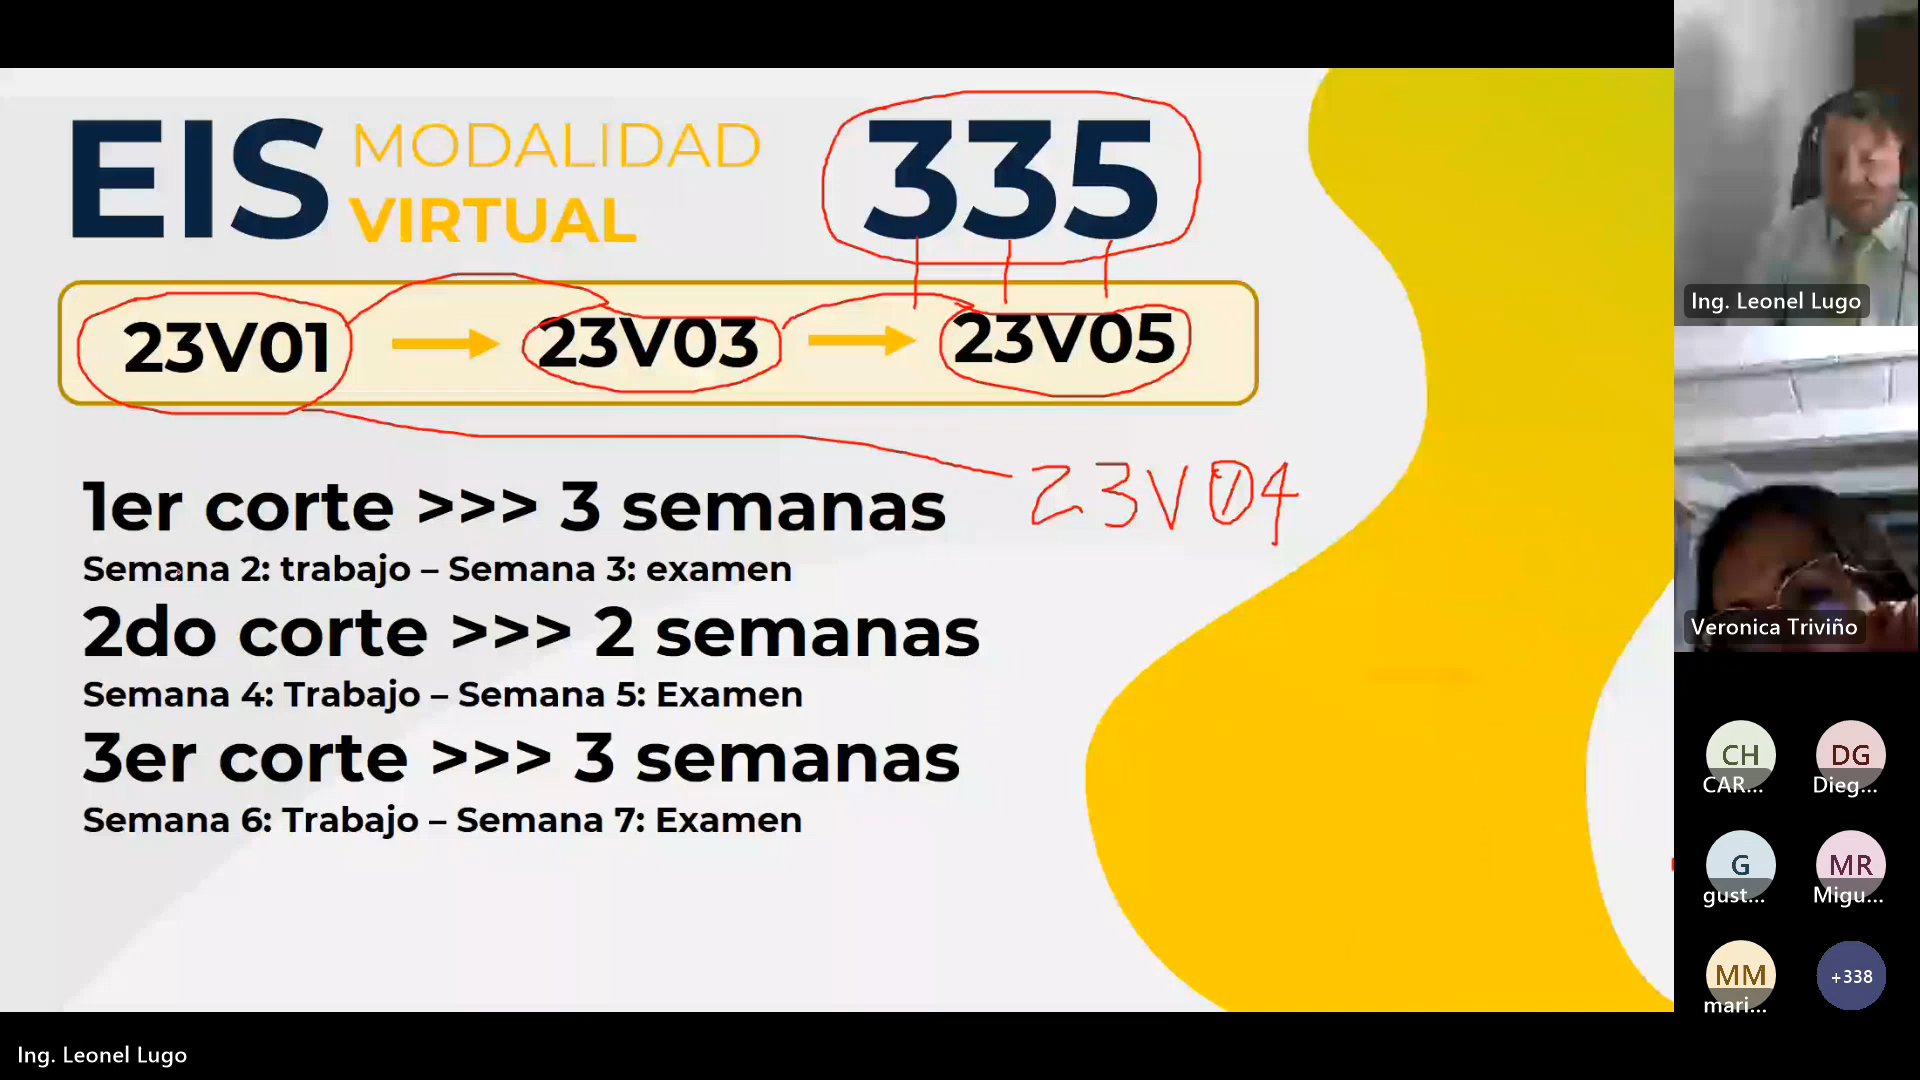 EIS MODALIDAD VIRTUAL
335
23V01 23V03 23V05
23V04
1er corte >>> 3 semanas
Semana 2: trabajo – Semana 3: examen
2do corte >>> 2 semanas
Semana 4: Trabajo – Semana 5: Examen
3er corte >>> 3 semanas
Semana 6: Trabajo – Semana 7: Examen
Ing. Leonel Lugo
Veronica Triviño
CH DG
CAR... Dieg...
G MR
gust... Migu...
MM +338
mari...
Ing. Leonel Lugo